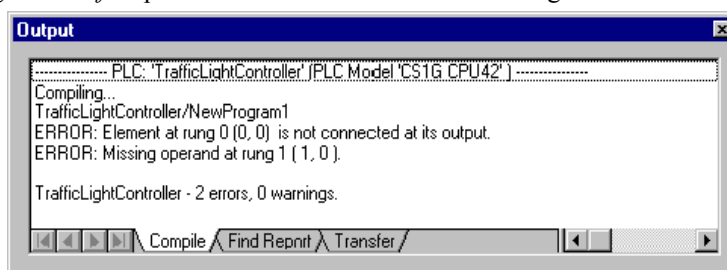 Output
--------------- PLC: 'TrafficLightController' (PLC Model 'CS1G CPU42' ) ---------------
Compiling...
TrafficLightController/NewProgram1
ERROR: Element at rung 0 (0, 0) is not connected at its output.
ERROR: Missing operand at rung 1 ( 1, 0 ).
TrafficLightController - 2 errors, 0 warnings.
Compile Find Report Transfer